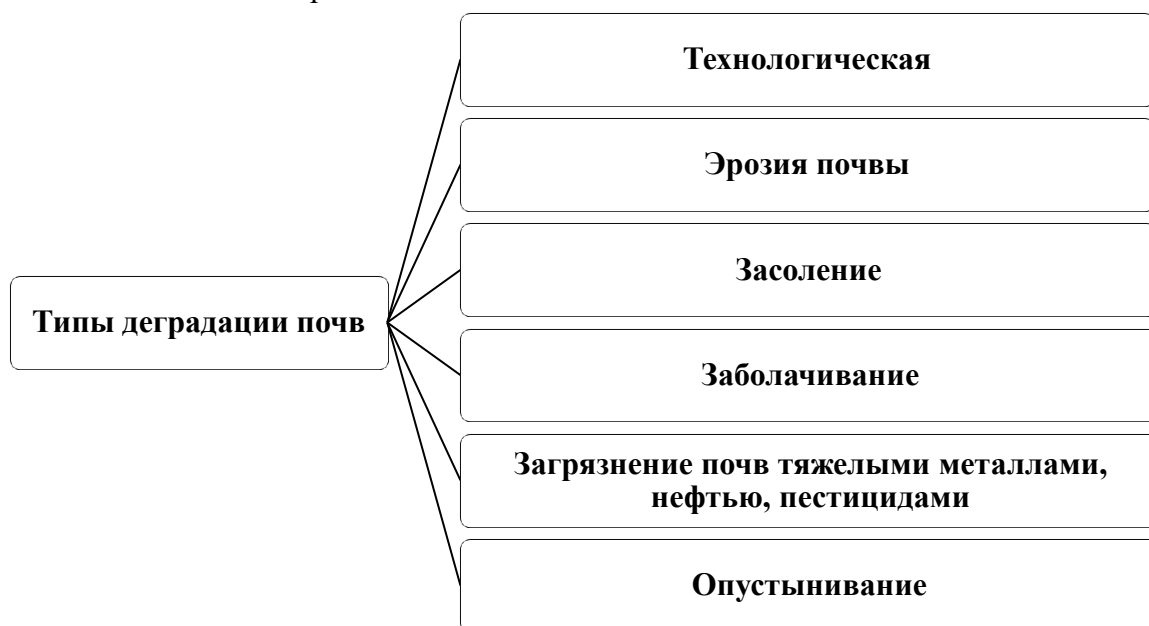 Технологическая
Эрозия почвы
Засоление
Типы деградации почв
Заболачивание
Загрязнение почв тяжелыми металлами,
нефтью, пестицидами
Опустынивание